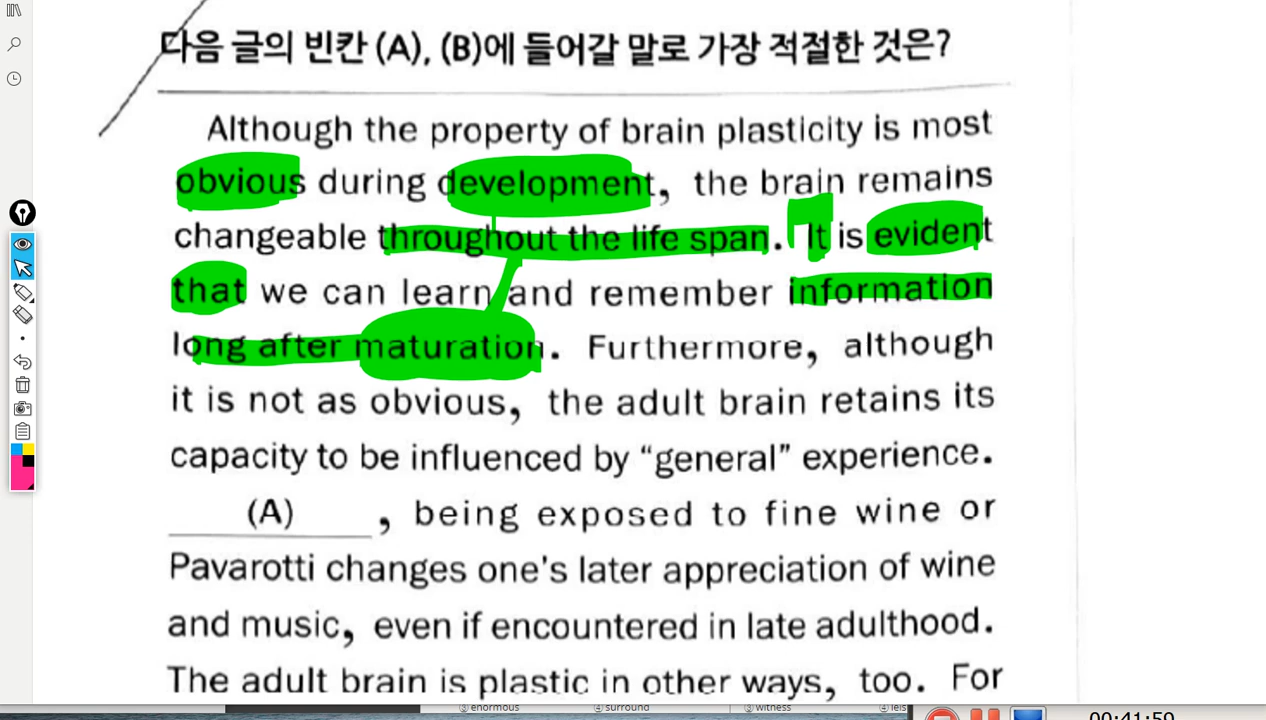 다음 글의 빈칸 (A), (B)에 들어갈 말로 가장 적절한 것은?
Although the property of brain plasticity is most
obvious during development, the brain remains
changeable throughout the life span. It is evident
that we can learn and remember information
long after maturation. Furthermore, although
it is not as obvious, the adult brain retains its
capacity to be influenced by “general” experience.
(A) , being exposed to fine wine or
Pavarotti changes one's later appreciation of wine
and music, even if encountered in late adulthood.
The adult brain is plastic in other ways, too. For
③ enormous ④ surround ③ witness ④ leis
00:41:59